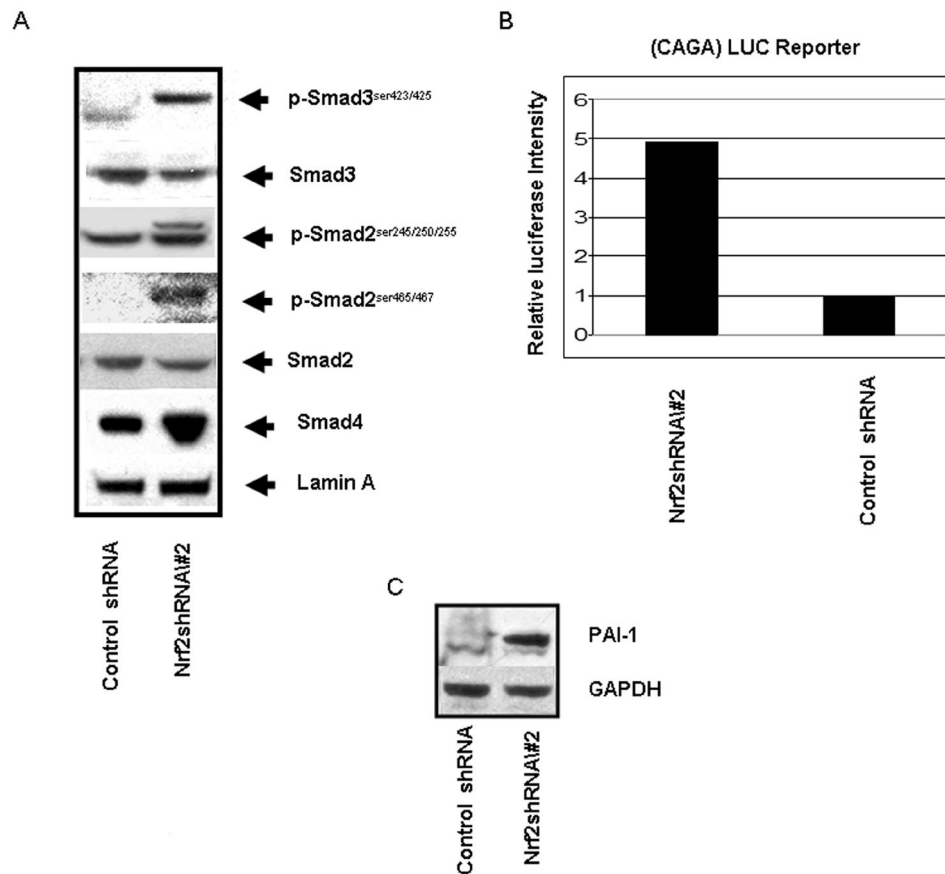 A
p-Smad3ser423/425
Smad3
p-Smad2ser245/250/255
p-Smad2ser465/467
Smad2
Smad4
Lamin A
Control shRNA
Nrf2shRNA\#2
B
(CAGA) LUC Reporter
Relative luciferase Intensity
6
5
4
3
2
1
0
Nrf2shRNA\#2
Control shRNA
C
PAI-1
GAPDH
Control shRNA
Nrf2shRNA\#2